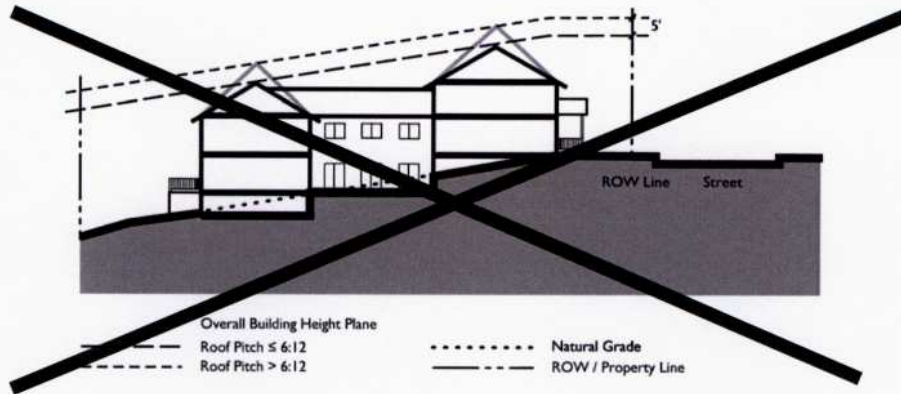 5'
ROW Line Street
Overall Building Height Plane
Roof Pitch ≤ 6:12
Roof Pitch > 6:12
Natural Grade
ROW / Property Line